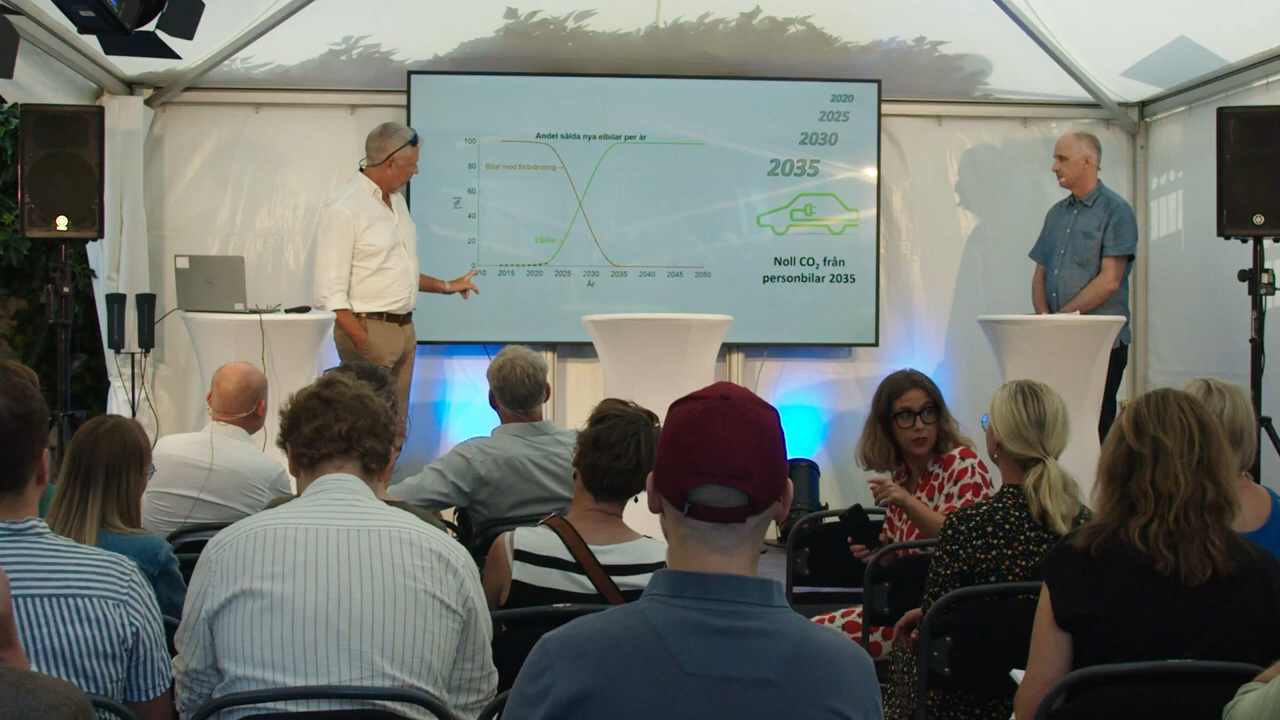 Andel sålda nya elbilar per år
100
Bilar med förbränning
80
60
[%]
40
Elbilar
20
0
10 2015 2020 2025 2030 2035 2040 2045 2050
År
2020
2025
2030
2035
Noll CO₂ från
personbilar 2035